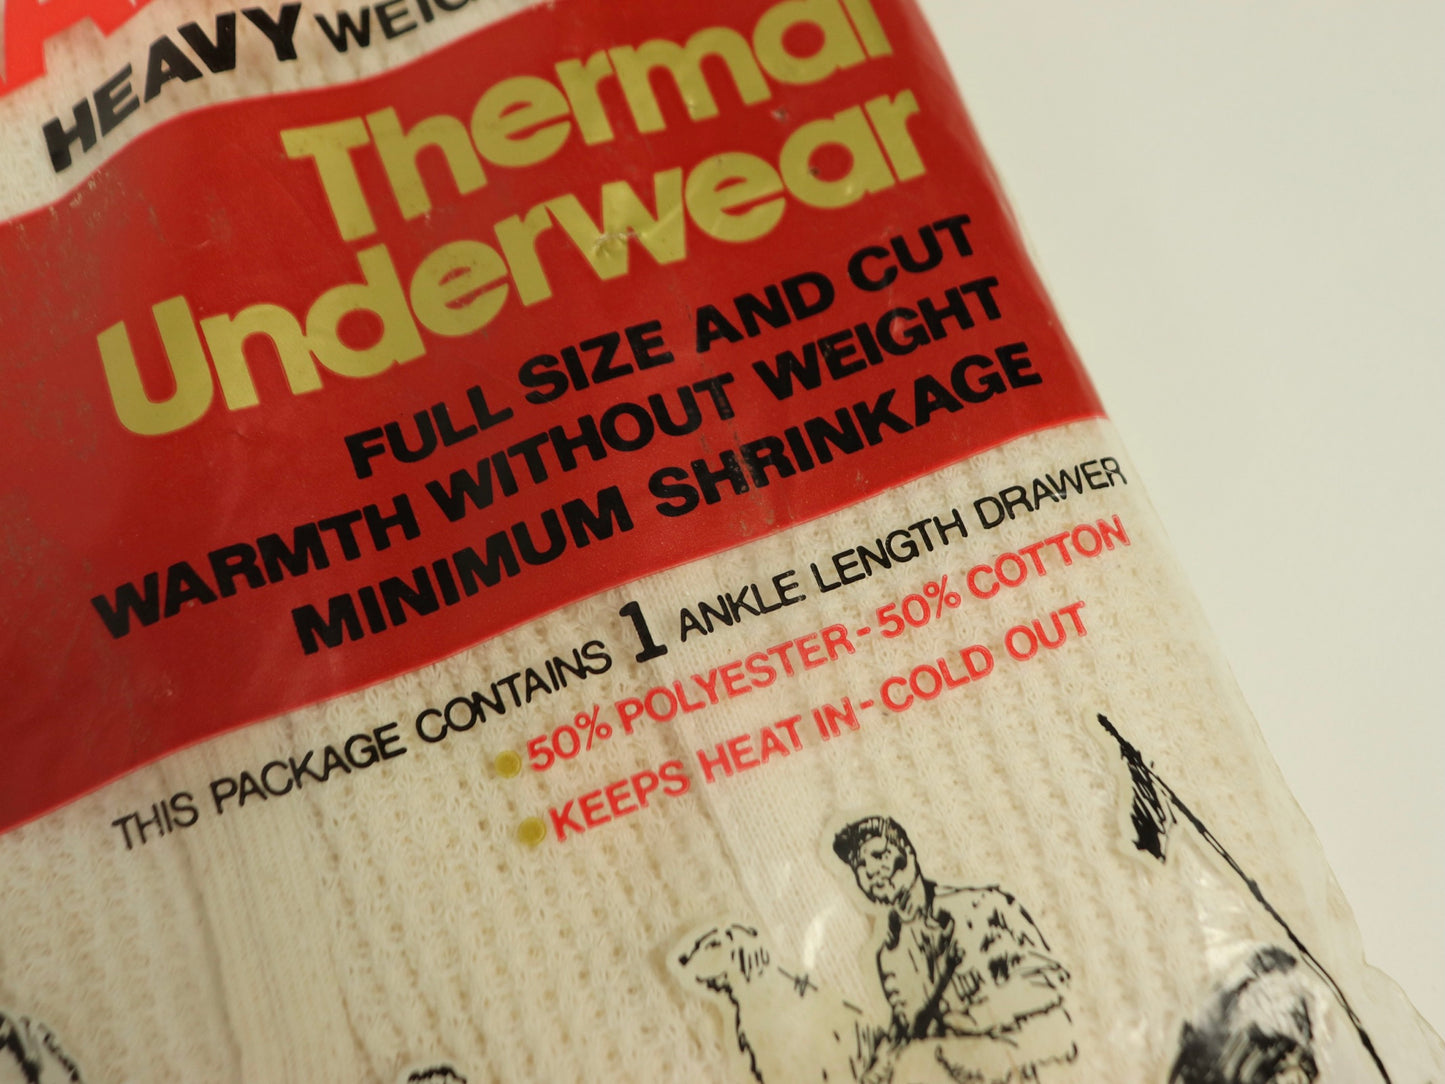 HEAVY
Thermal
Underwear
FULL SIZE AND CUT
WARMTH WITHOUT WEIGHT
MINIMUM SHRINKAGE
THIS PACKAGE CONTAINS 1 ANKLE LENGTH DRAWER
50% POLYESTER-50% COTTON
KEEPS HEAT IN-COLD OUT